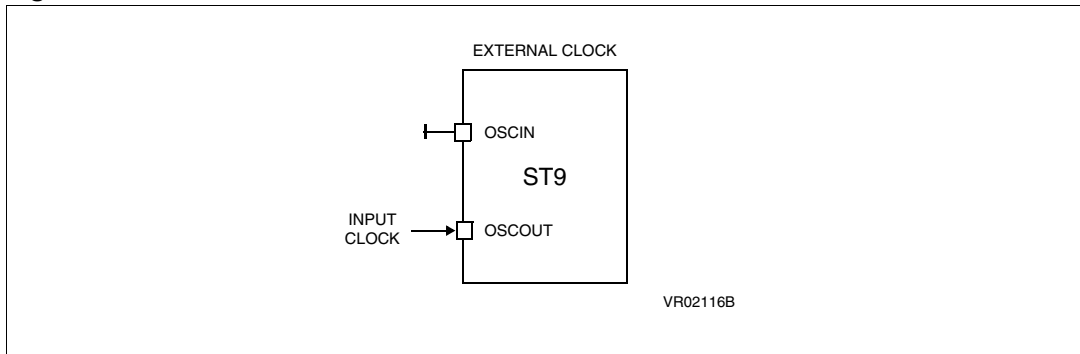 EXTERNAL CLOCK
OSCIN
ST9
INPUT
CLOCK
OSCOUT
VR02116B